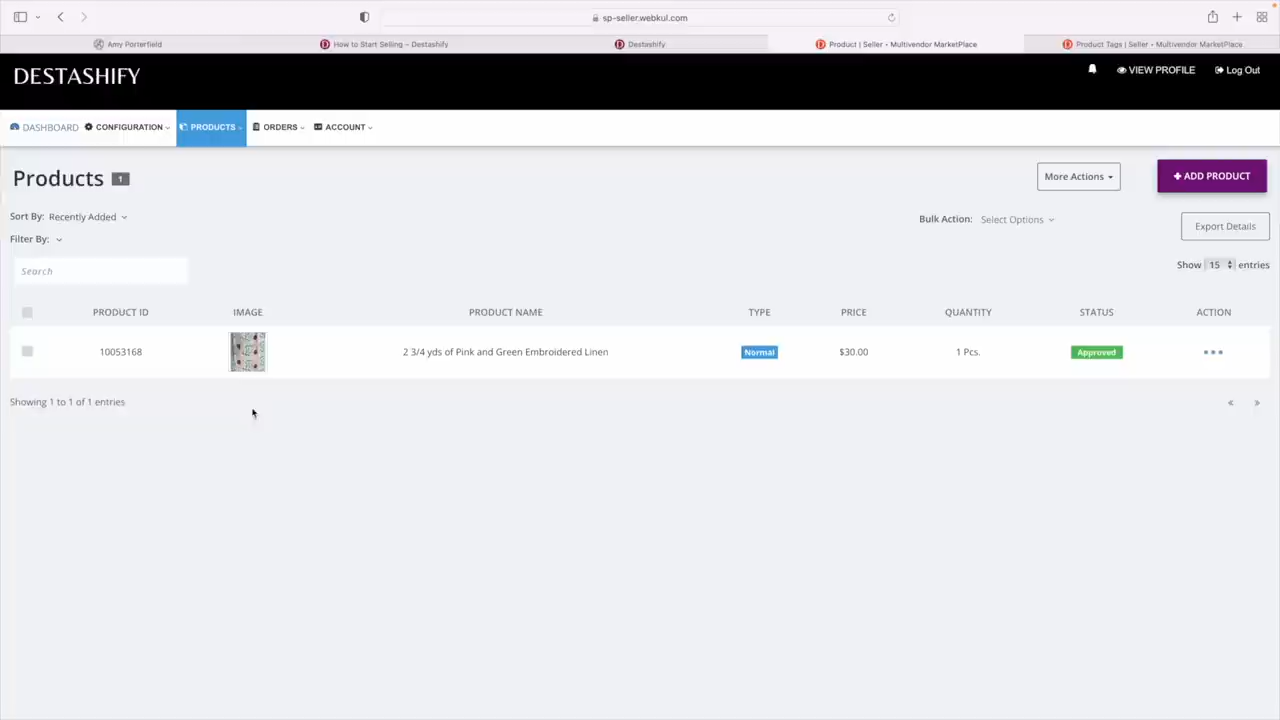 sp-seller.webkul.com
Amy Porterfield
How to Start Selling – Destashify
Destashify
Product | Seller - Multivendor MarketPlace
Product Tags | Seller - Multivendor MarketPlace
DESTASHIFY
VIEW PROFILE
Log Out
DASHBOARD
CONFIGURATION
PRODUCTS
ORDERS
ACCOUNT
Products 1
More Actions
+ ADD PRODUCT
Sort By: Recently Added
Bulk Action: Select Options
Export Details
Filter By:
Search
Show 15 entries
PRODUCT ID IMAGE PRODUCT NAME TYPE PRICE QUANTITY STATUS ACTION
10053168 2 3/4 yds of Pink and Green Embroidered Linen Normal $30.00 1 Pcs. Approved
Showing 1 to 1 of 1 entries « »